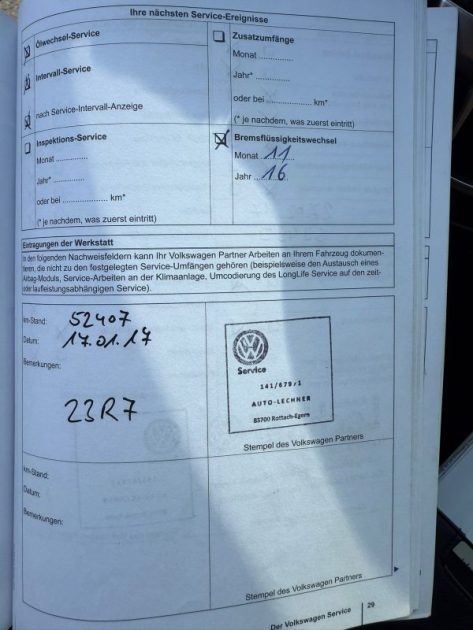 Ihre nächsten Service-Ereignisse
Ölwechsel-Service
Intervall-Service
nach Service-Intervall-Anzeige
Inspektions-Service
Monat ............
Jahr* ............
oder bei ................ km*
(* je nachdem, was zuerst eintritt)
Zusatzumfänge
Monat ............
Jahr* ............
oder bei ................ km*
(* je nachdem, was zuerst eintritt)
Bremsflüssigkeitswechsel
Monat 11
Jahr 16
Eintragungen der Werkstatt
In den folgenden Nachweisfeldern kann Ihr Volkswagen Partner Arbeiten an Ihrem Fahrzeug dokumen-
tieren, die nicht zu den festgelegten Service-Umfängen gehören (beispielsweise den Austausch eines
Airbag-Moduls, Service-Arbeiten an der Klimaanlage, Umcodierung des LongLife Service auf den zeit-
oder laufleistungsabhängigen Service).
km-Stand: 52407
Datum: 17.01.17
Bemerkungen:
23R7
Service
141/679/1
AUTO-LECHNER
83700 Rottach-Egern
Stempel des Volkswagen Partners
km-Stand:
Datum:
Bemerkungen:
Stempel des Volkswagen Partners
Der Volkswagen Service 29